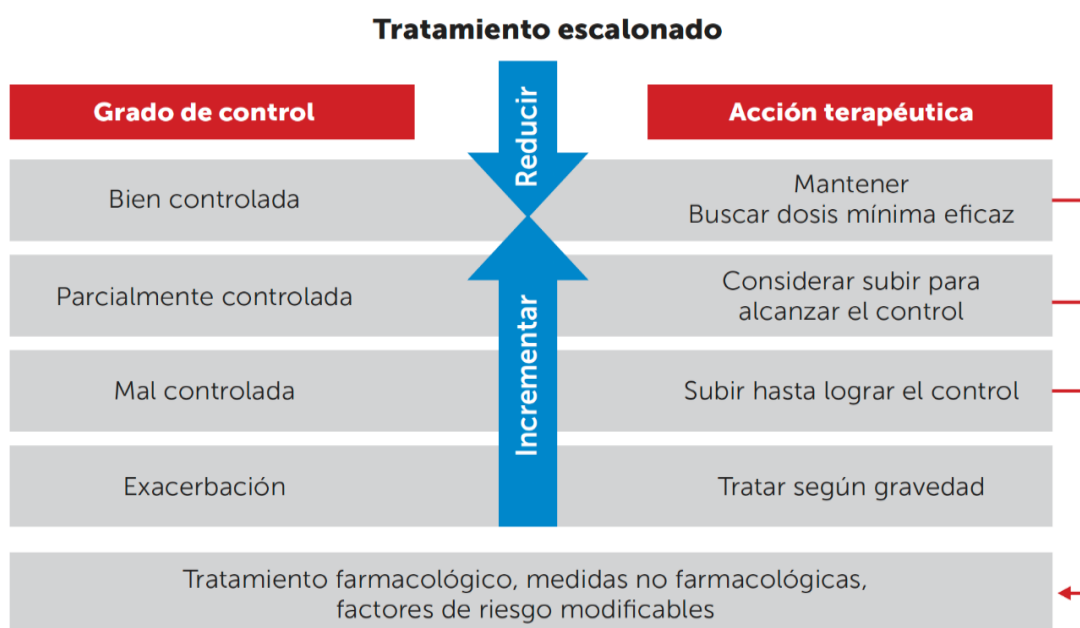 Tratamiento escalonado
Grado de control
Reducir
Acción terapéutica
Bien controlada
Mantener
Buscar dosis mínima eficaz
Parcialmente controlada
Incrementar
Considerar subir para
alcanzar el control
Mal controlada
Subir hasta lograr el control
Exacerbación
Tratar según gravedad
Tratamiento farmacológico, medidas no farmacológicas,
factores de riesgo modificables